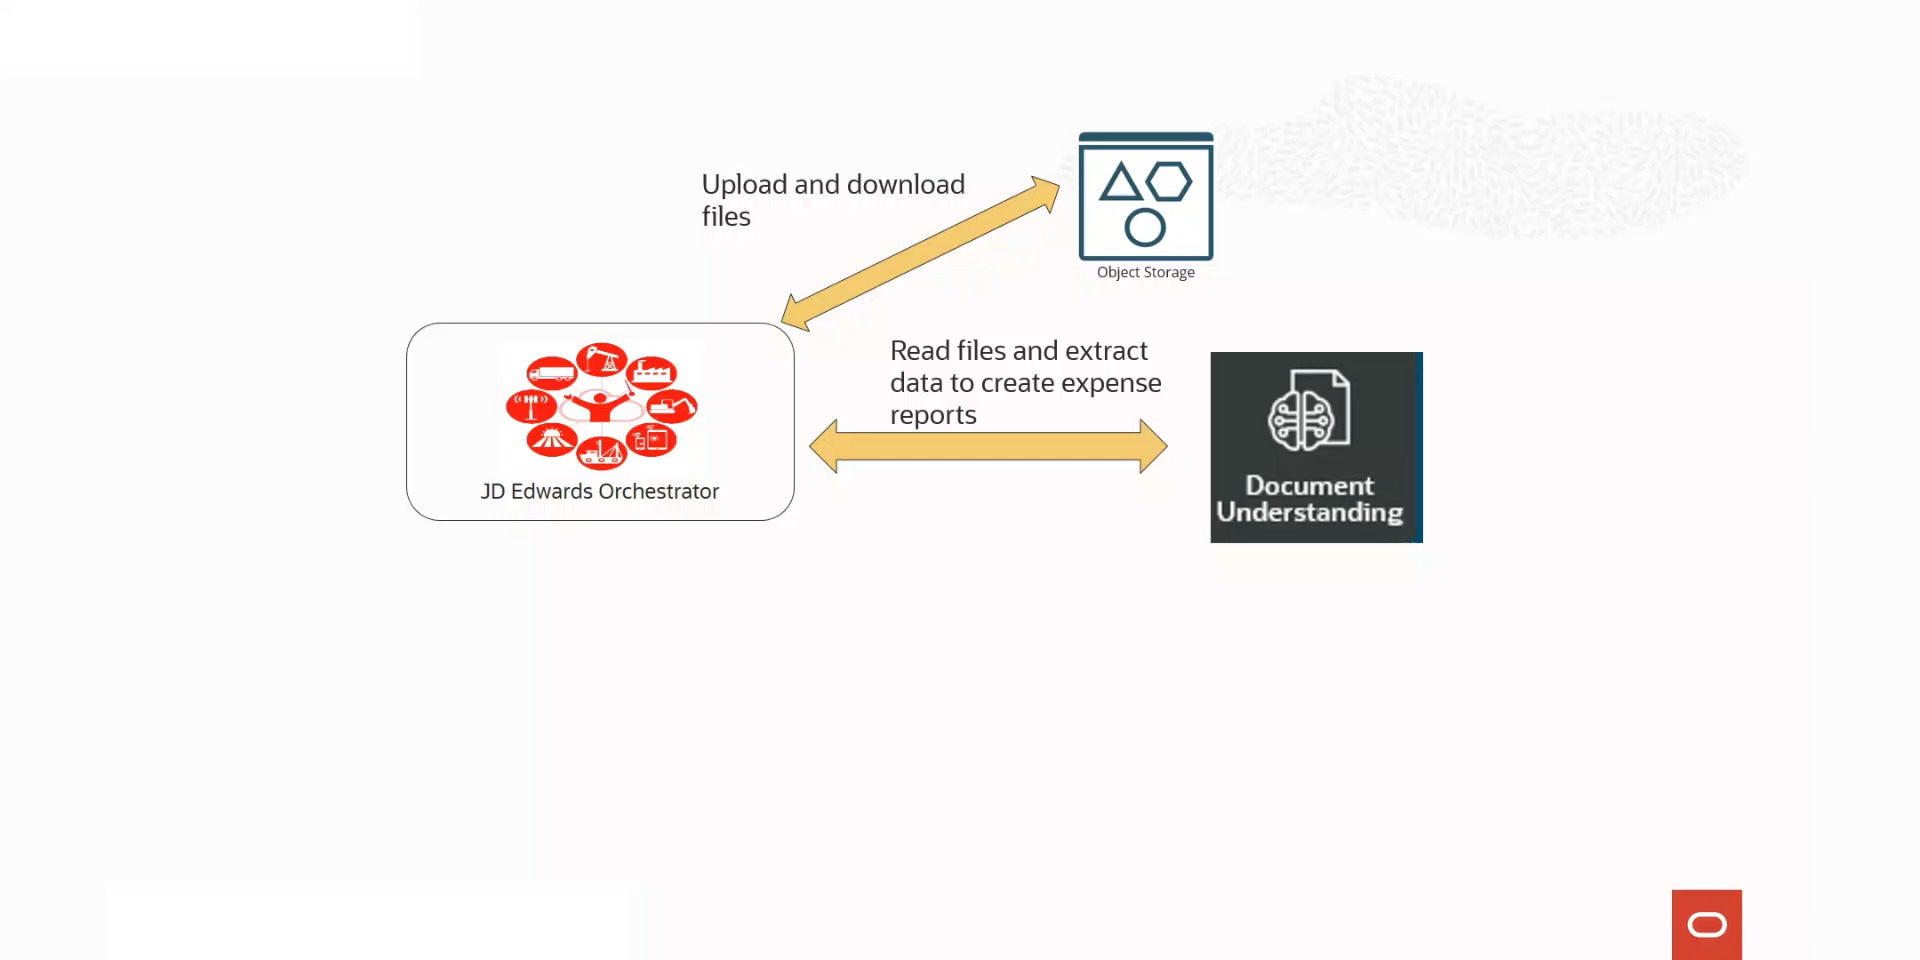 Upload and download
files
Object Storage
Read files and extract
data to create expense
reports
JD Edwards Orchestrator
Document
Understanding